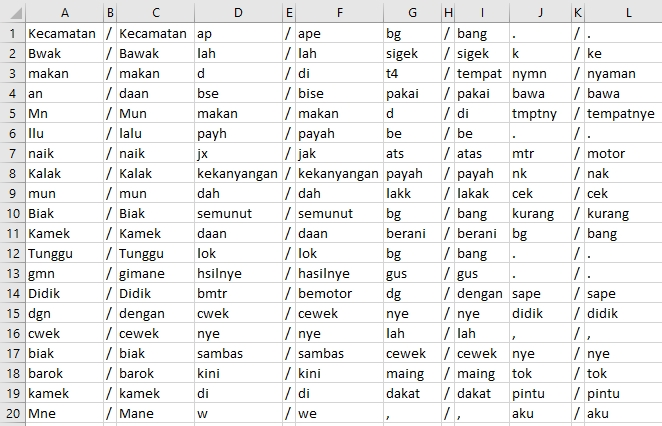 A B C D E F G H I J K L
1 Kecamatan / Kecamatan ap / ape bg / bang . / .
2 Bwak / Bawak lah / lah sigek / sigek k / ke
3 makan / makan d / di t4 / tempat nymn / nyaman
4 an / daan bse / bise pakai / pakai bawa / bawa
5 Mn / Mun makan / makan d / di tmptny / tempatnye
6 llu / lalu payh / payah be / be . / .
7 naik / naik jx / jak ats / atas mtr / motor
8 Kalak / Kalak kekanyangan / kekanyangan payah / payah nk / nak
9 mun / mun dah / dah lakk / lakak cek / cek
10 Biak / Biak semunut / semunut bg / bang kurang / kurang
11 Kamek / Kamek daan / daan berani / berani bg / bang
12 Tunggu / Tunggu lok / lok bg / bang . / .
13 gmn / gimane hsilnye / hasilnye gus / gus . / .
14 Didik / Didik bmtr / bemotor dg / dengan sape / sape
15 dgn / dengan cwek / cewek nye / nye didik / didik
16 cwek / cewek nye / nye lah / lah , / ,
17 biak / biak sambas / sambas cewek / cewek nye / nye
18 barok / barok kini / kini maing / maing tok / tok
19 kamek / kamek di / di dakat / dakat pintu / pintu
20 Mne / Mane w / we , / , aku / aku